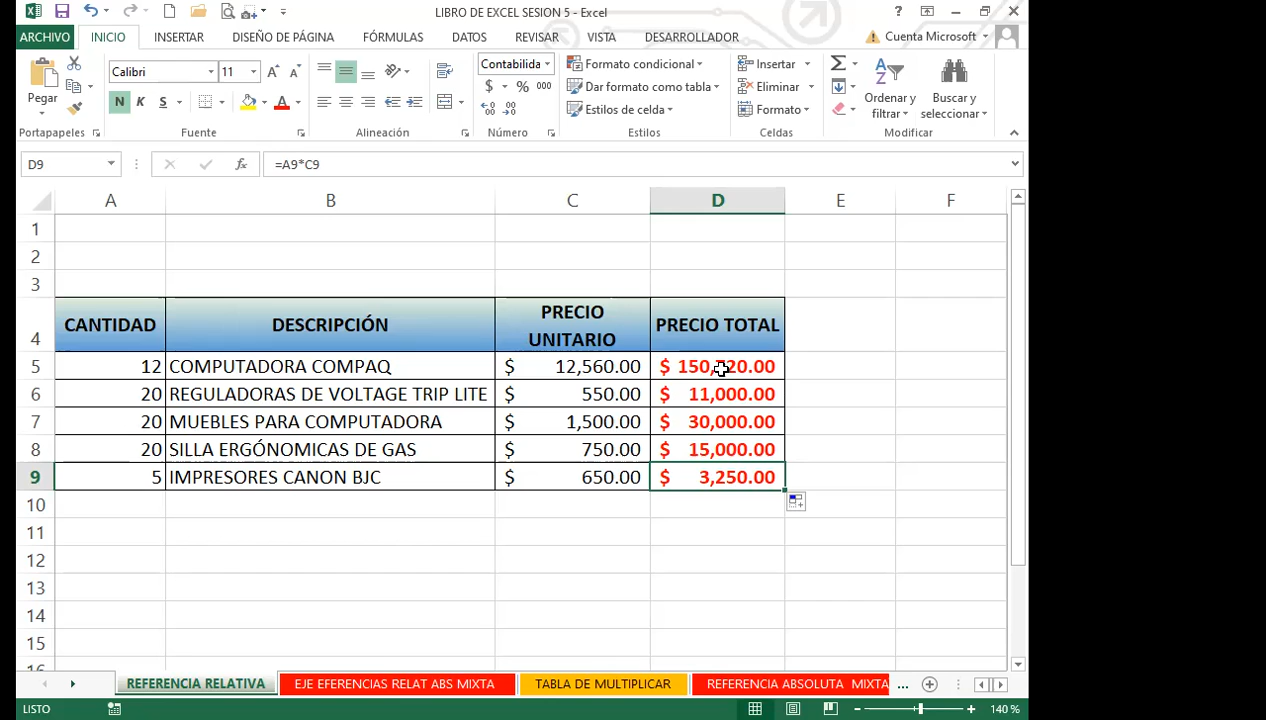 LIBRO DE EXCEL SESION 5 - Excel
?
ARCHIVO INICIO INSERTAR DISEÑO DE PÁGINA FÓRMULAS DATOS REVISAR VISTA DESARROLLADOR Cuenta Microsoft
Calibri 11 Contabilida Formato condicional Insertar
Pegar N K S $ % 000 Dar formato como tabla Eliminar Ordenar y filtrar Buscar y seleccionar
Estilos de celda Formato
Portapapeles Fuente Alineación Número Estilos Celdas Modificar
D9 fx =A9*C9
A B C D E F
1
2
3
4 CANTIDAD DESCRIPCIÓN PRECIO UNITARIO PRECIO TOTAL
5 12 COMPUTADORA COMPAQ $ 12,560.00 $ 150,720.00
6 20 REGULADORAS DE VOLTAGE TRIP LITE $ 550.00 $ 11,000.00
7 20 MUEBLES PARA COMPUTADORA $ 1,500.00 $ 30,000.00
8 20 SILLA ERGÓNOMICAS DE GAS $ 750.00 $ 15,000.00
9 5 IMPRESORES CANON BJC $ 650.00 $ 3,250.00
10
11
12
13
14
15
16
REFERENCIA RELATIVA EJE EFERENCIAS RELAT ABS MIXTA TABLA DE MULTIPLICAR REFERENCIA ABSOLUTA MIXTA ...
LISTO 140 %